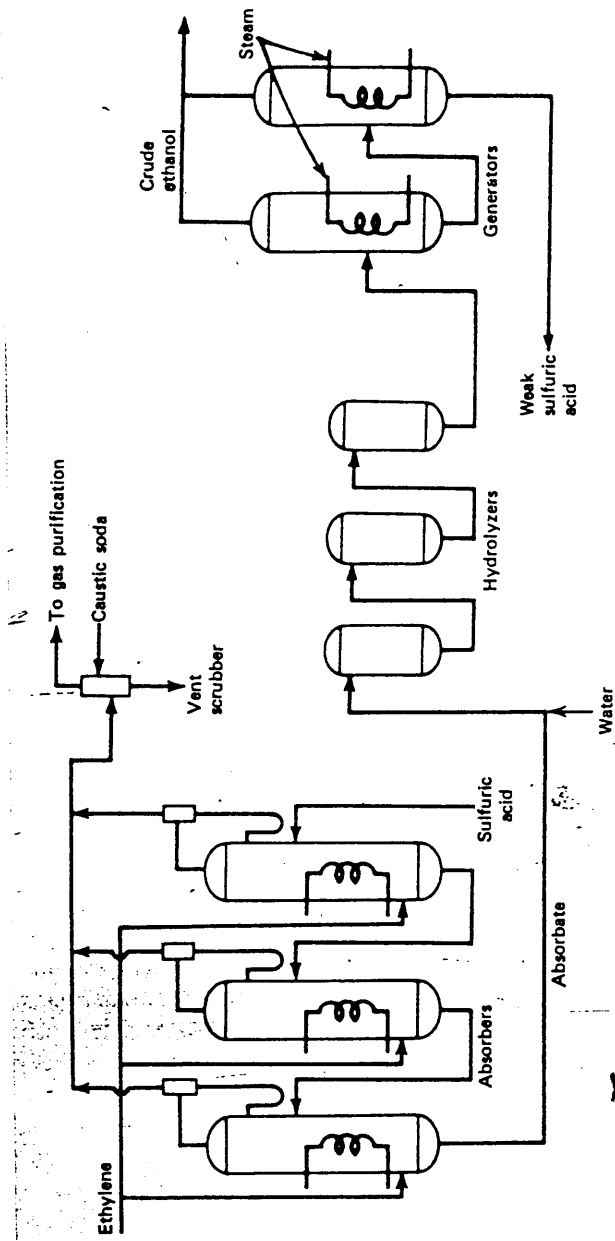 Ethylene
To gas purification
Caustic soda
Vent
scrubber
Sulfuric
acid
Absorbers
Absorbate
Water
Hydrolyzers
Crude
ethanol
Steam
Generators
Weak
sulfuric
acid